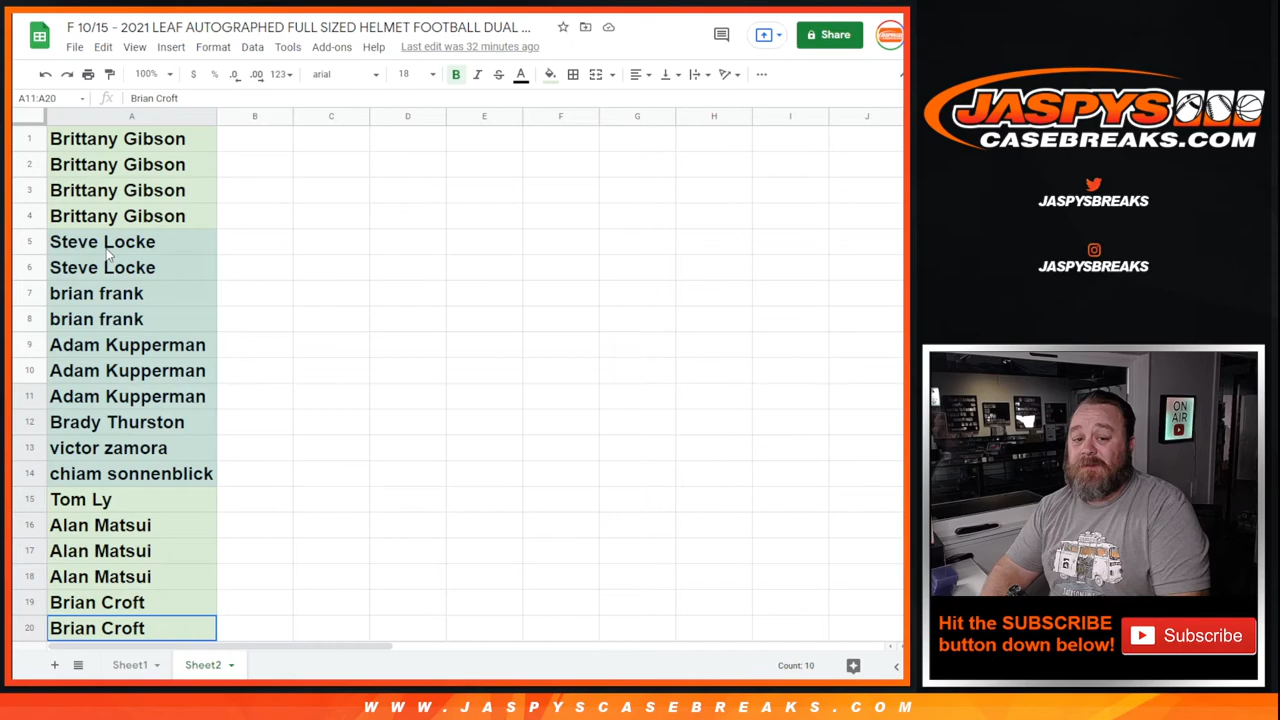 F 10/15 - 2021 LEAF AUTOGRAPHED FULL SIZED HELMET FOOTBALL DUAL ...
File Edit View Insert Format Data Tools Add-ons Help Last edit was 32 minutes ago
Share
100% $ % .0 .00 123 arial 18 B I S A
A11:A20 fx Brian Croft
A B C D E F G H I J
1 Brittany Gibson
2 Brittany Gibson
3 Brittany Gibson
4 Brittany Gibson
5 Steve Locke
6 Steve Locke
7 brian frank
8 brian frank
9 Adam Kupperman
10 Adam Kupperman
11 Adam Kupperman
12 Brady Thurston
13 victor zamora
14 chiam sonnenblick
15 Tom Ly
16 Alan Matsui
17 Alan Matsui
18 Alan Matsui
19 Brian Croft
20 Brian Croft
Sheet1 Sheet2 Count: 10
JASPYS
CASEBREAKS.COM
JASPYSBREAKS
JASPYSBREAKS
ON
AIR
Hit the SUBSCRIBE
button down below!
Subscribe
WWW.JASPYSCASEBREAKS.COM